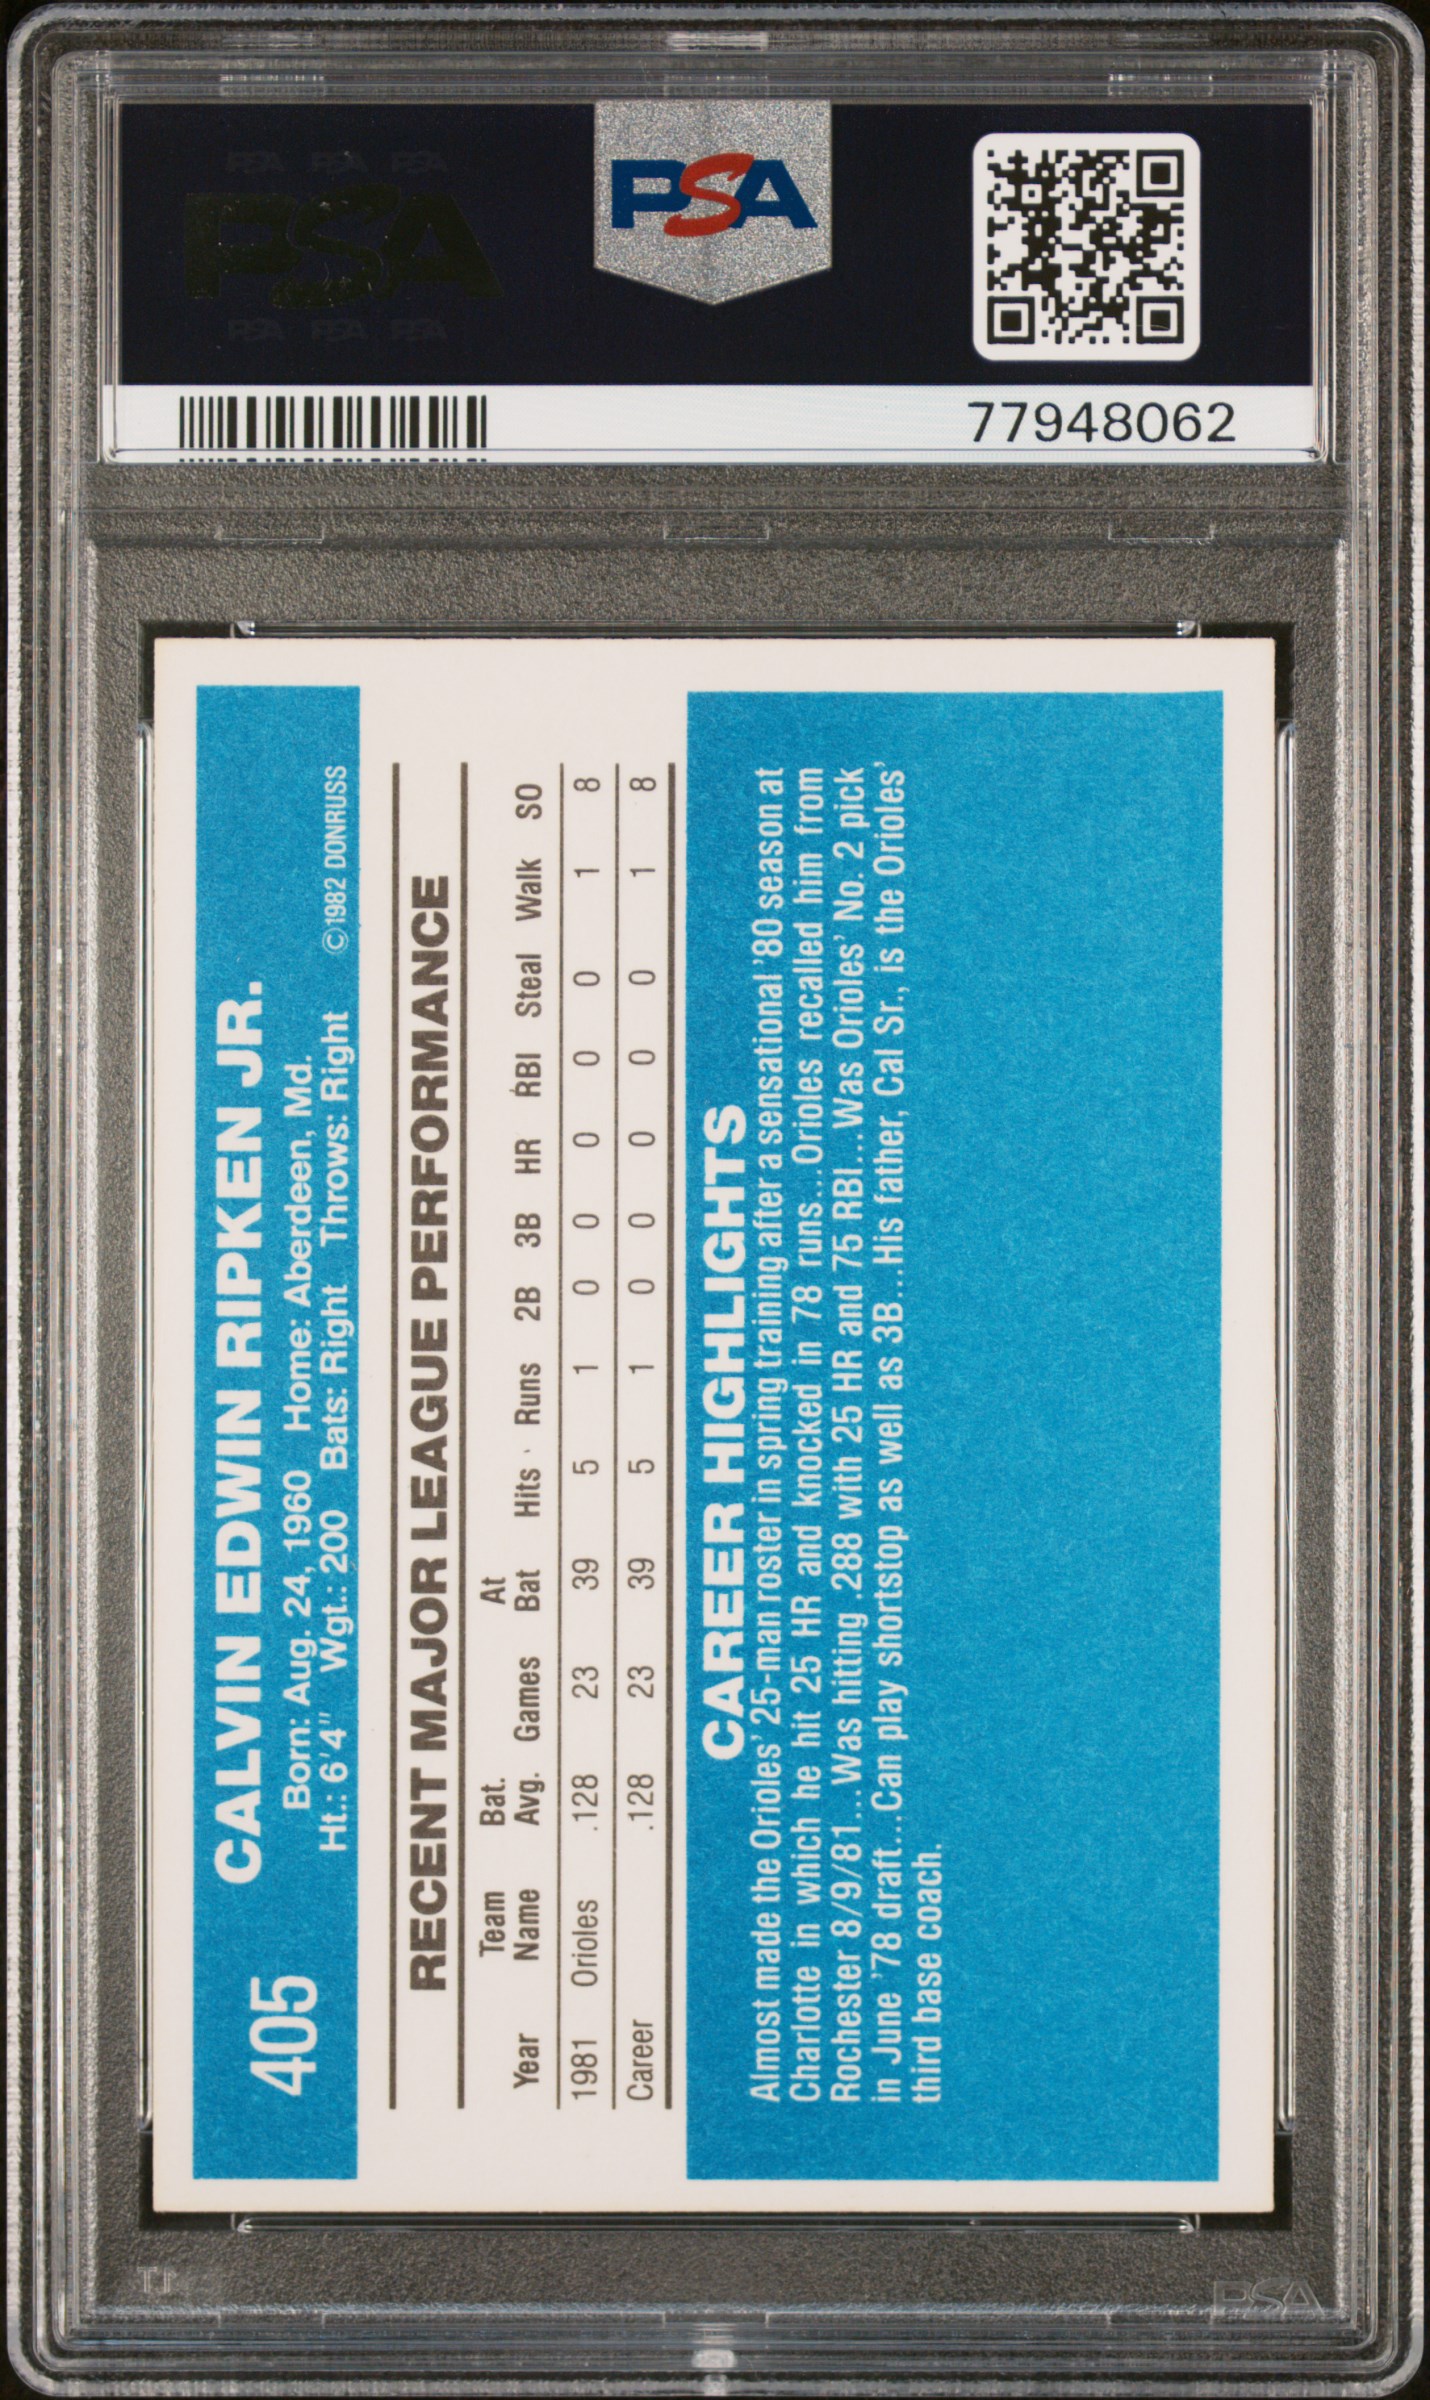 PSA PSA PSA
PSA
PSA PSA PSA
PSA
77948062
405 CALVIN EDWIN RIPKEN JR.
Born: Aug. 24, 1960 Home: Aberdeen, Md.
Ht.: 6'4" Wgt.: 200 Bats: Right Throws: Right ©1982 DONRUSS
RECENT MAJOR LEAGUE PERFORMANCE
Team Bat. At
Year Name Avg. Games Bat Hits Runs 2B 3B HR RBI Steal Walk SO
1981 Orioles .128 23 39 5 1 0 0 0 0 0 1 8
Career .128 23 39 5 1 0 0 0 0 0 1 8
CAREER HIGHLIGHTS
Almost made the Orioles' 25-man roster in spring training after a sensational '80 season at
Charlotte in which he hit 25 HR and knocked in 78 runs...Orioles recalled him from
Rochester 8/9/81...Was hitting .288 with 25 HR and 75 RBI...Was Orioles' No. 2 pick
in June '78 draft...Can play shortstop as well as 3B...His father, Cal Sr., is the Orioles'
third base coach.
PSA